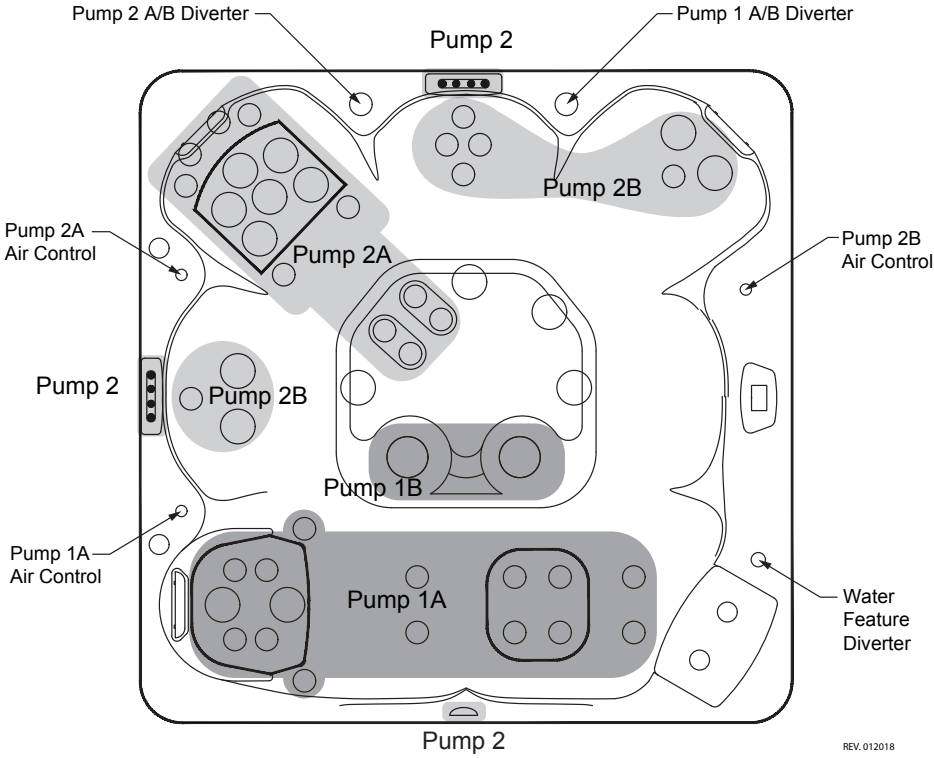 Pump 2 A/B Diverter
Pump 1 A/B Diverter
Pump 2
Pump 2B
Pump 2A
Air Control
Pump 2A
Pump 2B
Air Control
Pump 2
Pump 2B
Pump 1B
Pump 1A
Air Control
Pump 1A
Water
Feature
Diverter
Pump 2
REV. 012018